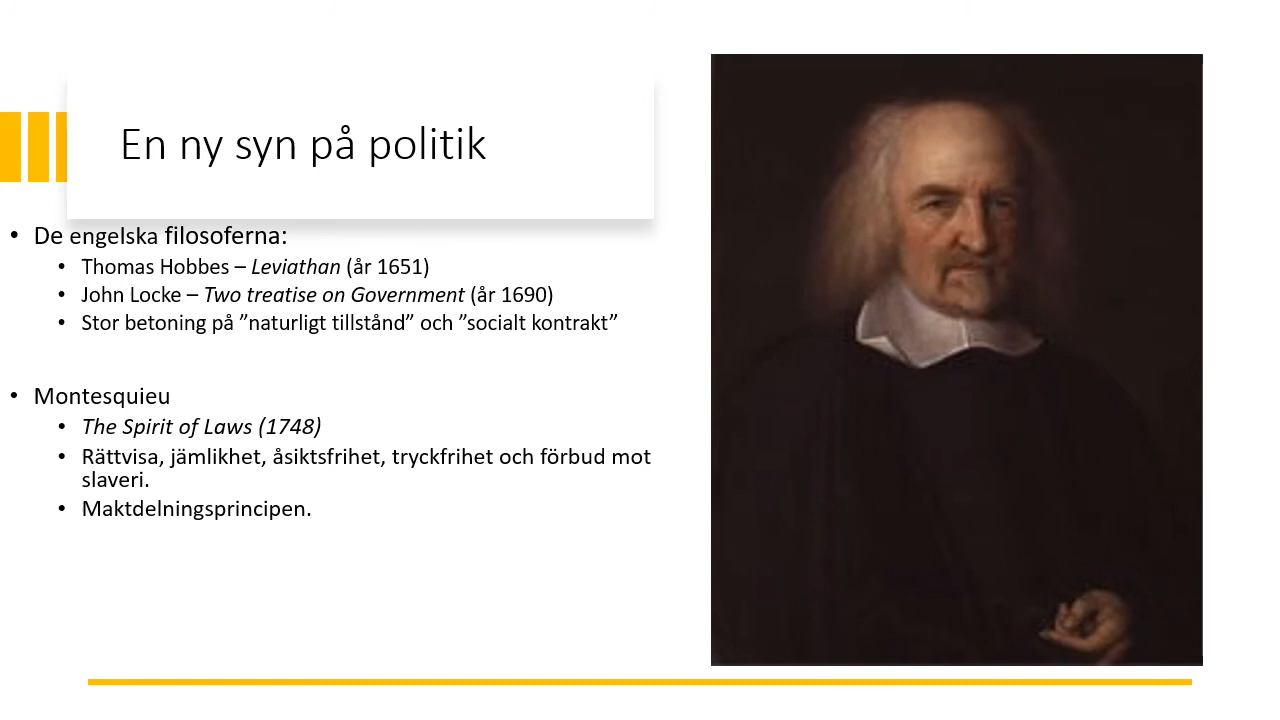 En ny syn på politik
• De engelska filosoferna:
• Thomas Hobbes – Leviathan (år 1651)
• John Locke – Two treatise on Government (år 1690)
• Stor betoning på ”naturligt tillstånd” och ”socialt kontrakt”
• Montesquieu
• The Spirit of Laws (1748)
• Rättvisa, jämlikhet, åsiktsfrihet, tryckfrihet och förbud mot
slaveri.
• Maktdelningsprincipen.